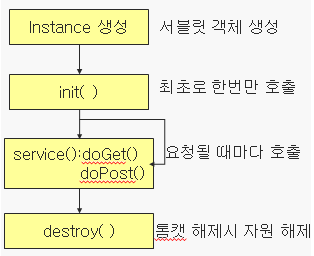 Instance 생성
서블릿 객체 생성
init( )
최초로 한번만 호출
service():doGet()
doPost()
요청될 때마다 호출
destroy( )
톰캣 해제시 자원 해제